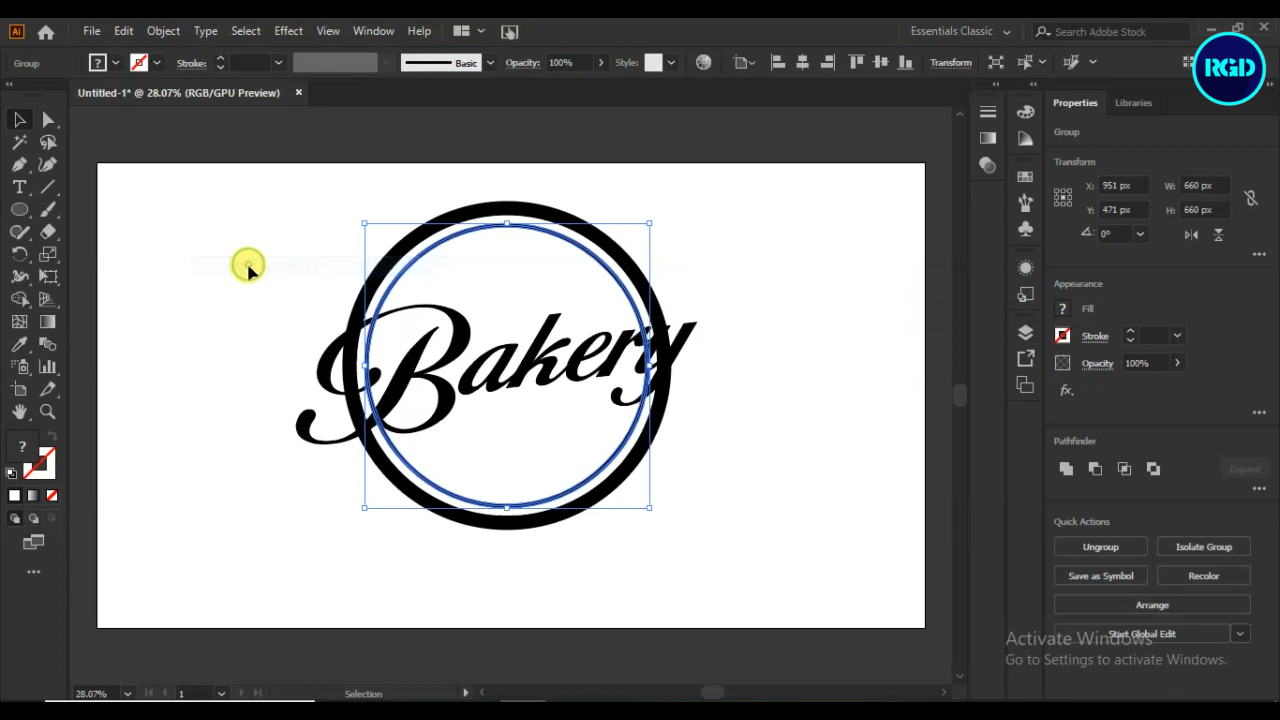 Ai File Edit Object Type Select Effect View Window Help Essentials Classic Search Adobe Stock
Group ? Stroke: Basic Opacity: 100% Style: Transform
RGD
Untitled-1* @ 28.07% (RGB/GPU Preview)
Properties Libraries
Group
Transform
X: 951 px W: 660 px
Y: 471 px H: 660 px
0°
Appearance
? Fill
Stroke
Opacity 100%
fx.
Bakery
Pathfinder
Expand
?
Quick Actions
Ungroup Isolate Group
Save as Symbol Recolor
Arrange
Start Global Edit
Activate Windows
Go to Settings to activate Windows.
28.07% 1 Selection